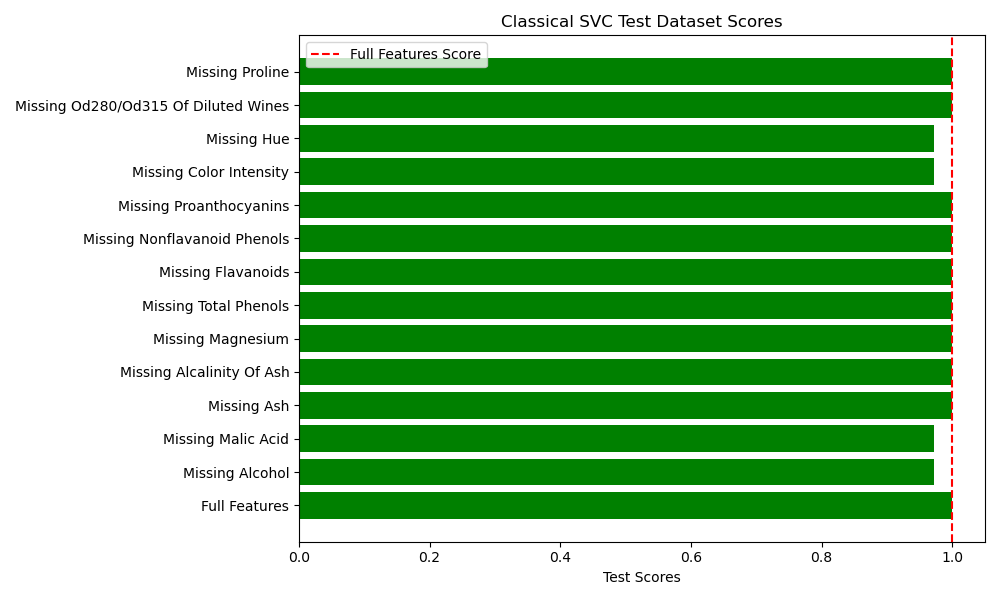 Classical SVC Test Dataset Scores
Full Features Score
Missing Proline
Missing Od280/Od315 Of Diluted Wines
Missing Hue
Missing Color Intensity
Missing Proanthocyanins
Missing Nonflavanoid Phenols
Missing Flavanoids
Missing Total Phenols
Missing Magnesium
Missing Alcalinity Of Ash
Missing Ash
Missing Malic Acid
Missing Alcohol
Full Features
0.0 0.2 0.4 0.6 0.8 1.0
Test Scores